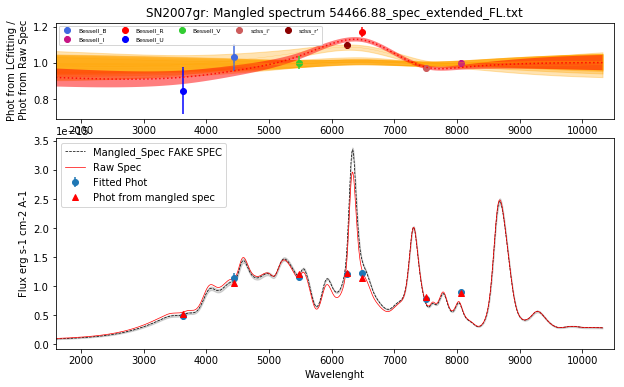 SN2007gr: Mangled spectrum 54466.88_spec_extended_FL.txt
Phot from LCfitting /
Phot from Raw Spec
1.2
1.0
0.8
Bessell_B
Bessell_I
Bessell_R
Bessell_U
Bessell_V
sdss_i'
sdss_r'
2000 3000 4000 5000 6000 7000 8000 9000 10000
Flux erg s-1 cm-2 A-1
3.5
3.0
2.5
2.0
1.5
1.0
0.5
0.0
Mangled_Spec FAKE SPEC
Raw Spec
Fitted Phot
Phot from mangled spec
2000 3000 4000 5000 6000 7000 8000 9000 10000
Wavelenght